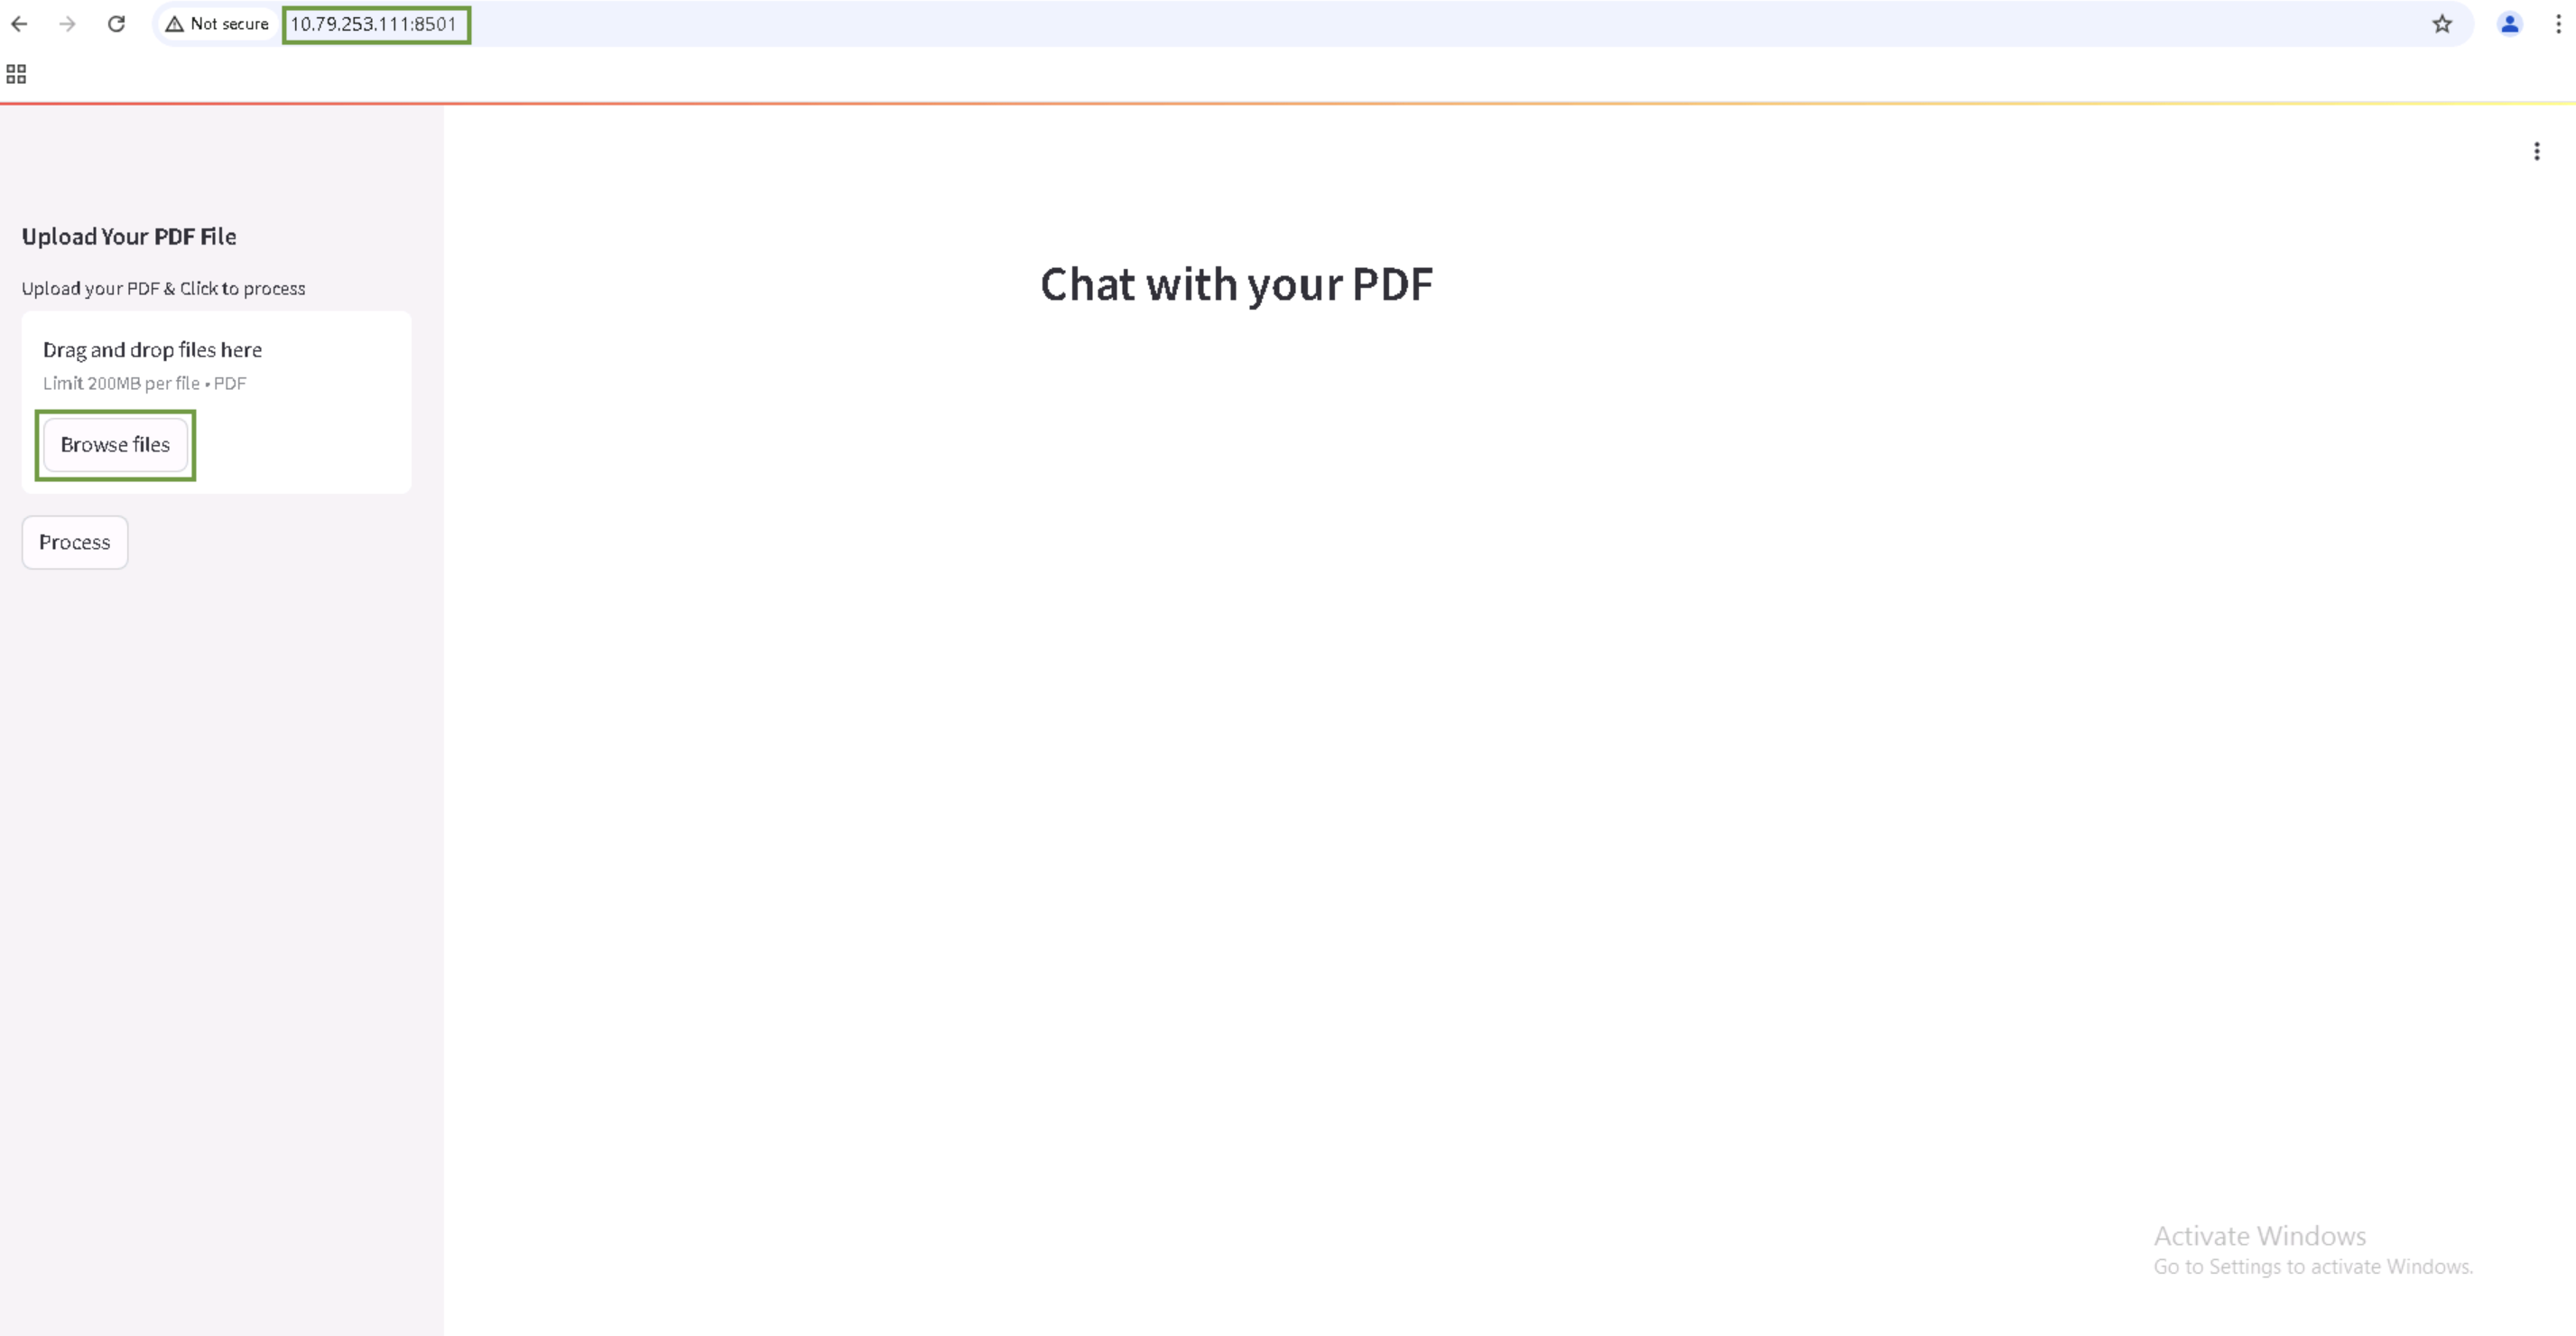 Not secure 10.79.253.111:8501
Upload Your PDF File
Upload your PDF & Click to process
Drag and drop files here
Limit 200MB per file • PDF
Browse files
Process
Chat with your PDF
Activate Windows
Go to Settings to activate Windows.